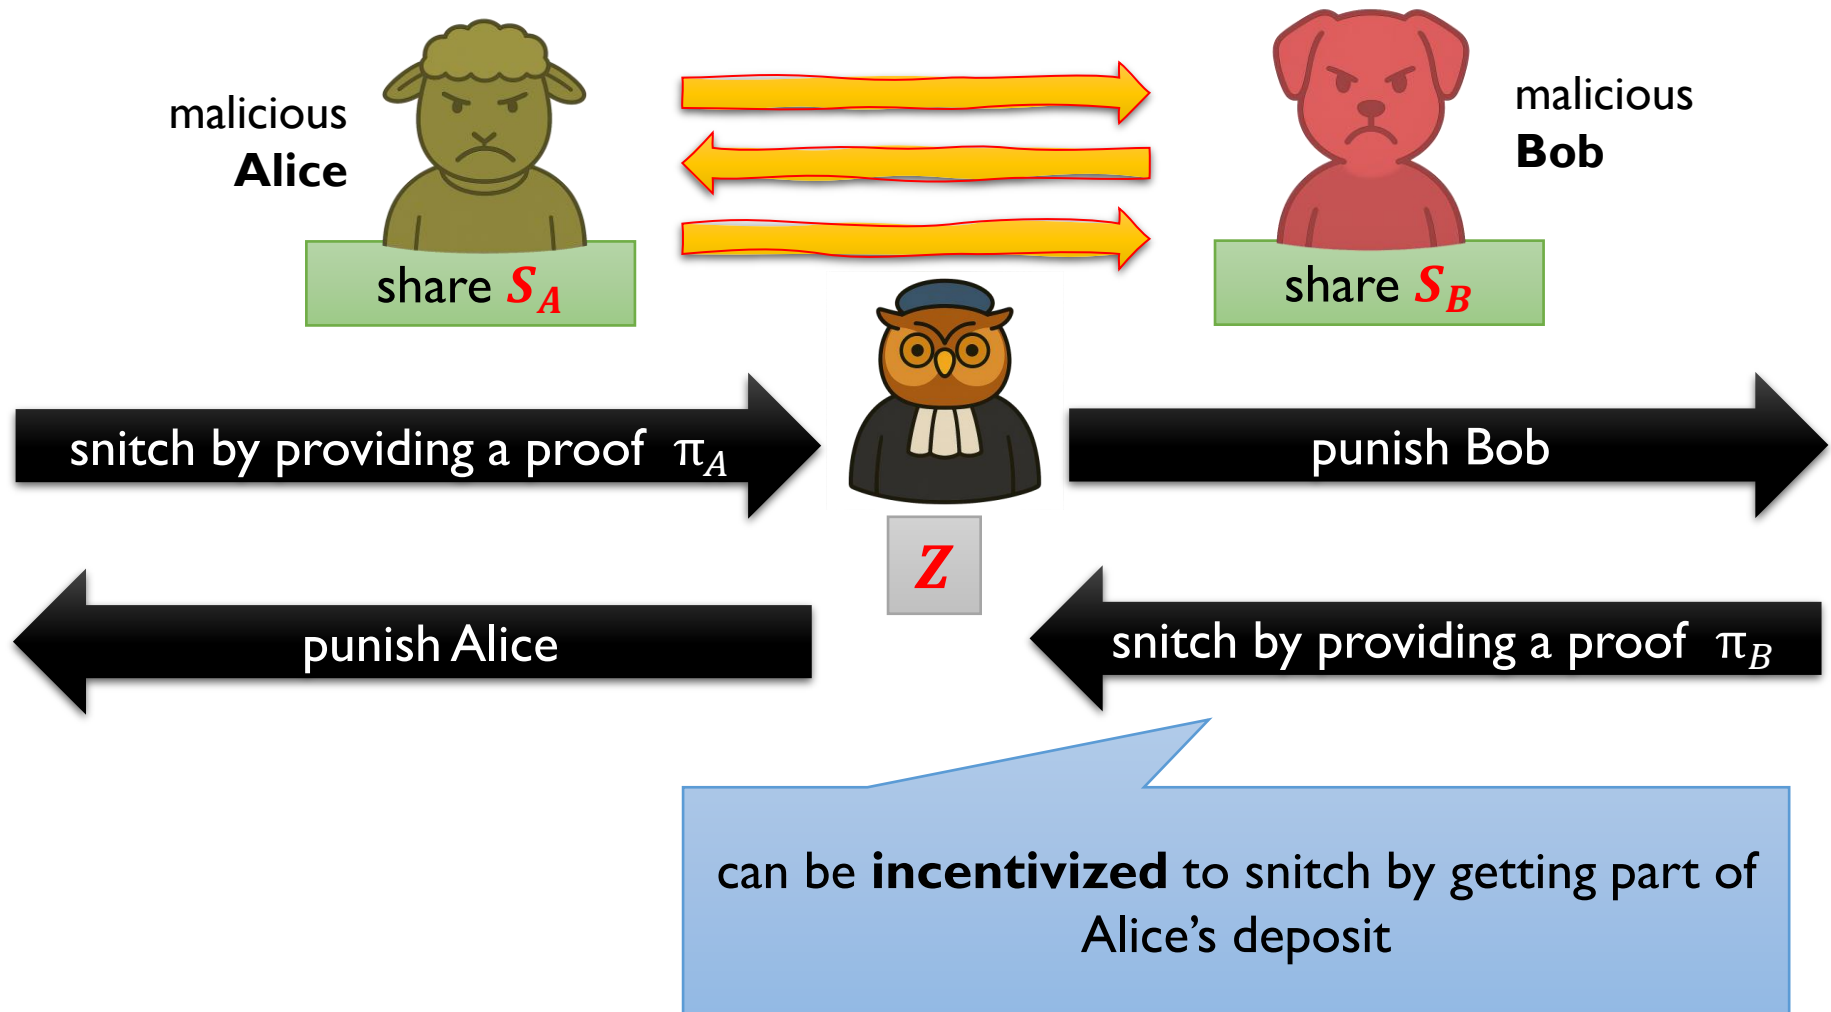 malicious
Alice
malicious
Bob
share S_A
share S_B
snitch by providing a proof π_A
punish Bob
Z
punish Alice
snitch by providing a proof π_B
can be incentivized to snitch by getting part of
Alice’s deposit